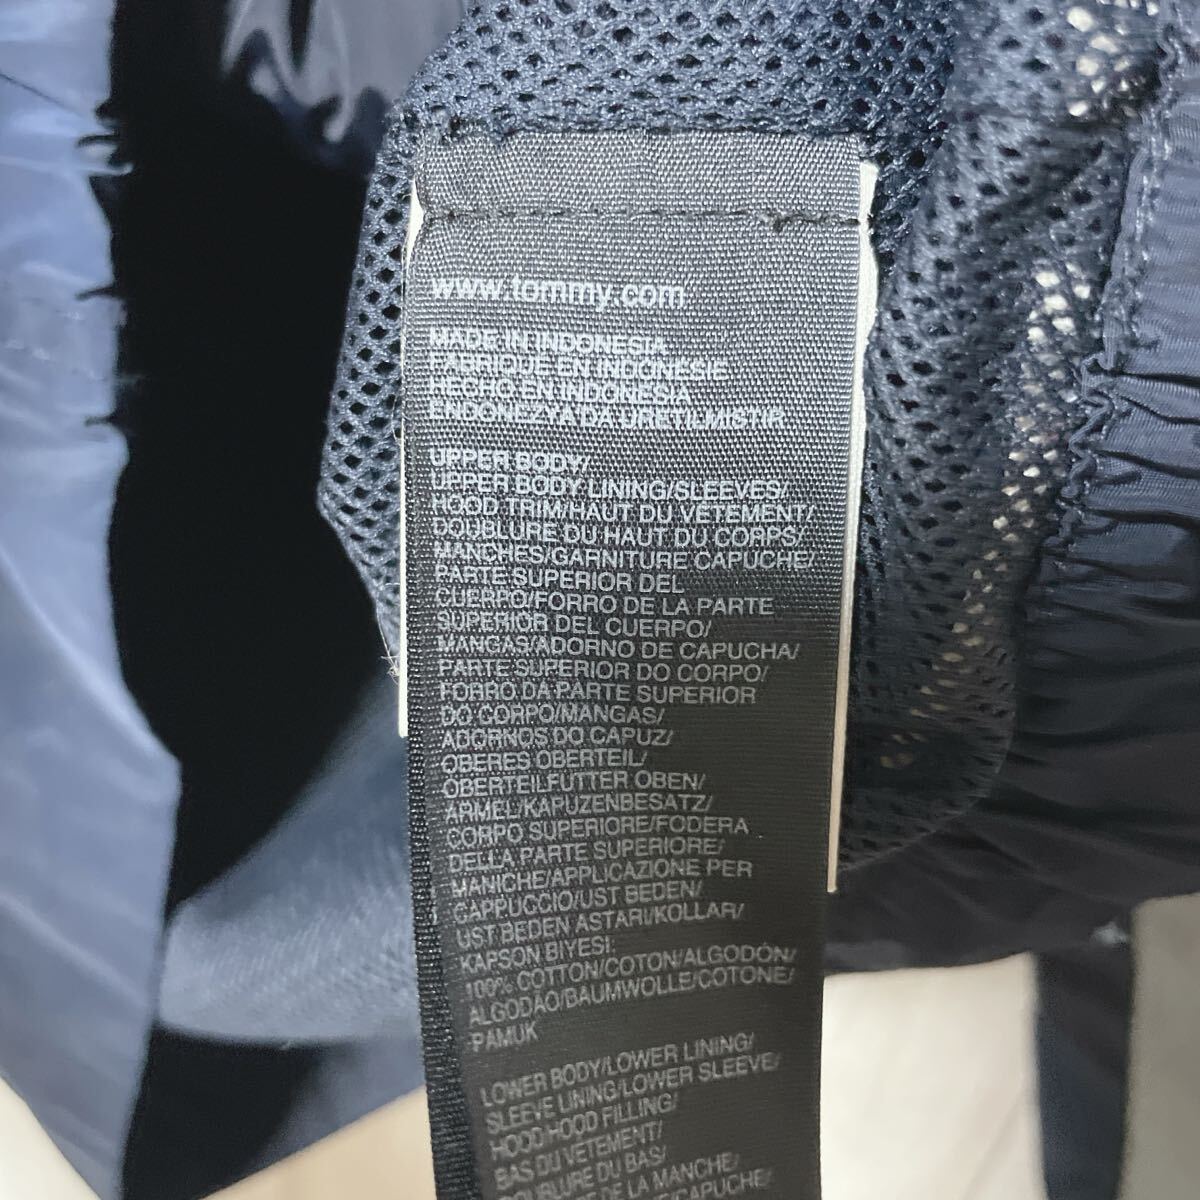 www.tommy.com
MADE IN INDONESIA
FABRIQUE EN INDONESIE
HECHO EN INDONESIA
ENDONEZYA'DA URETILMISTIR
UPPER BODY/
UPPER BODY LINING/SLEEVES/
HOOD TRIM/HAUT DU VETEMENT/
DOUBLURE DU HAUT DU CORPS/
MANCHES/GARNITURE CAPUCHE/
PARTE SUPERIOR DEL
CUERPO/FORRO DE LA PARTE
SUPERIOR DEL CUERPO/
MANGAS/ADORNO DE CAPUCHA/
PARTE SUPERIOR DO CORPO/
FORRO DA PARTE SUPERIOR
DO CORPO/MANGAS/
ADORNOS DO CAPUZ/
OBERES OBERTEIL/
OBERTEILFUTTER OBEN/
ARMEL/KAPUZENBESATZ/
CORPO SUPERIORE/FODERA
DELLA PARTE SUPERIORE/
MANICHE/APPLICAZIONE PER
CAPPUCCIO/UST BEDEN/
UST BEDEN ASTARI/KOLLAR/
KAPSON BIYESI:
100% COTTON/COTON/ALGODÓN/
ALGODAO/BAUMWOLLE/COTONE/
PAMUK
LOWER BODY/LOWER LINING/
SLEEVE LINING/LOWER SLEEVE/
HOOD/HOOD FILLING/
BAS DU VETEMENT/
DOUBLURE DU BAS/
DE LA MANCHE/